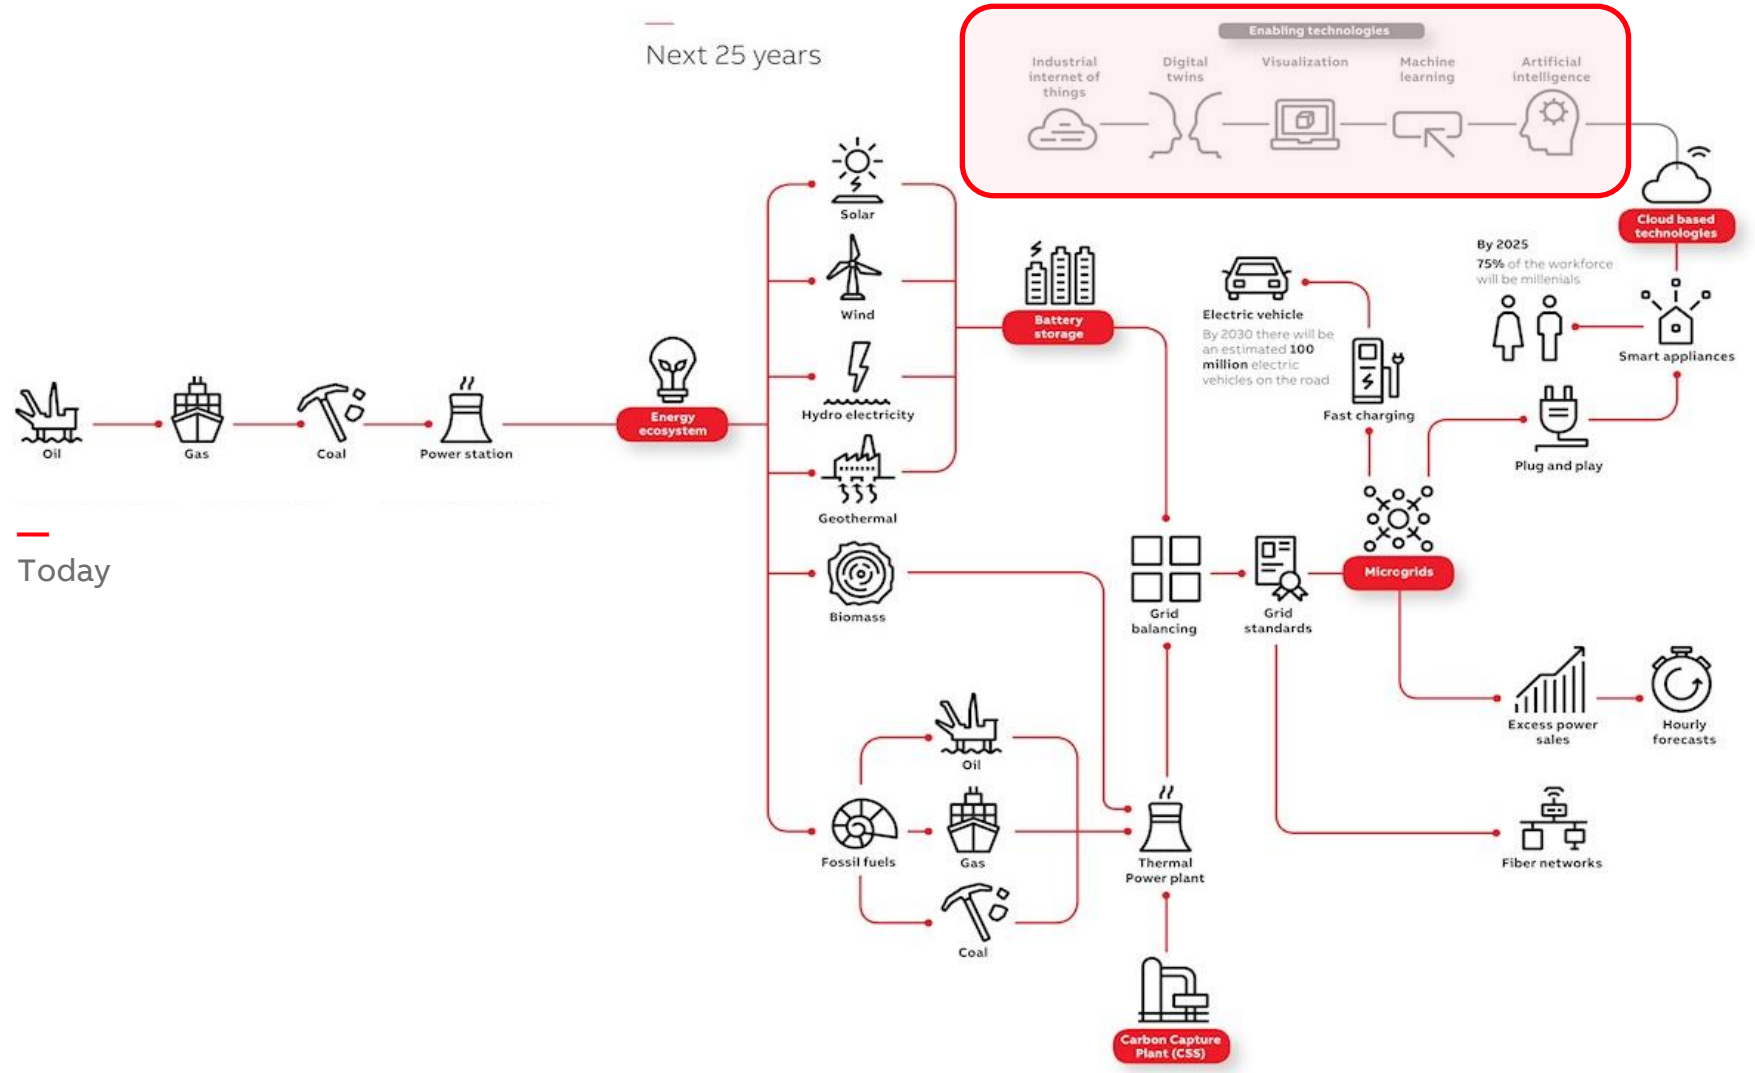 Next 25 years
Enabling technologies
Industrial
internet of
things
Digital
twins
Visualization
Machine
learning
Artificial
intelligence
Cloud based
technologies
Solar
Wind
Hydro electricity
Geothermal
Biomass
Battery
storage
Electric vehicle
By 2030 there will be
an estimated 100
million electric
vehicles on the road
Fast charging
By 2025
75% of the workforce
will be millenials
Smart appliances
Plug and play
Oil
Gas
Coal
Power station
Energy
ecosystem
Today
Grid
balancing
Grid
standards
Microgrids
Excess power
sales
Hourly
forecasts
Fiber networks
Fossil fuels
Oil
Gas
Coal
Thermal
Power plant
Carbon Capture
Plant (CSS)